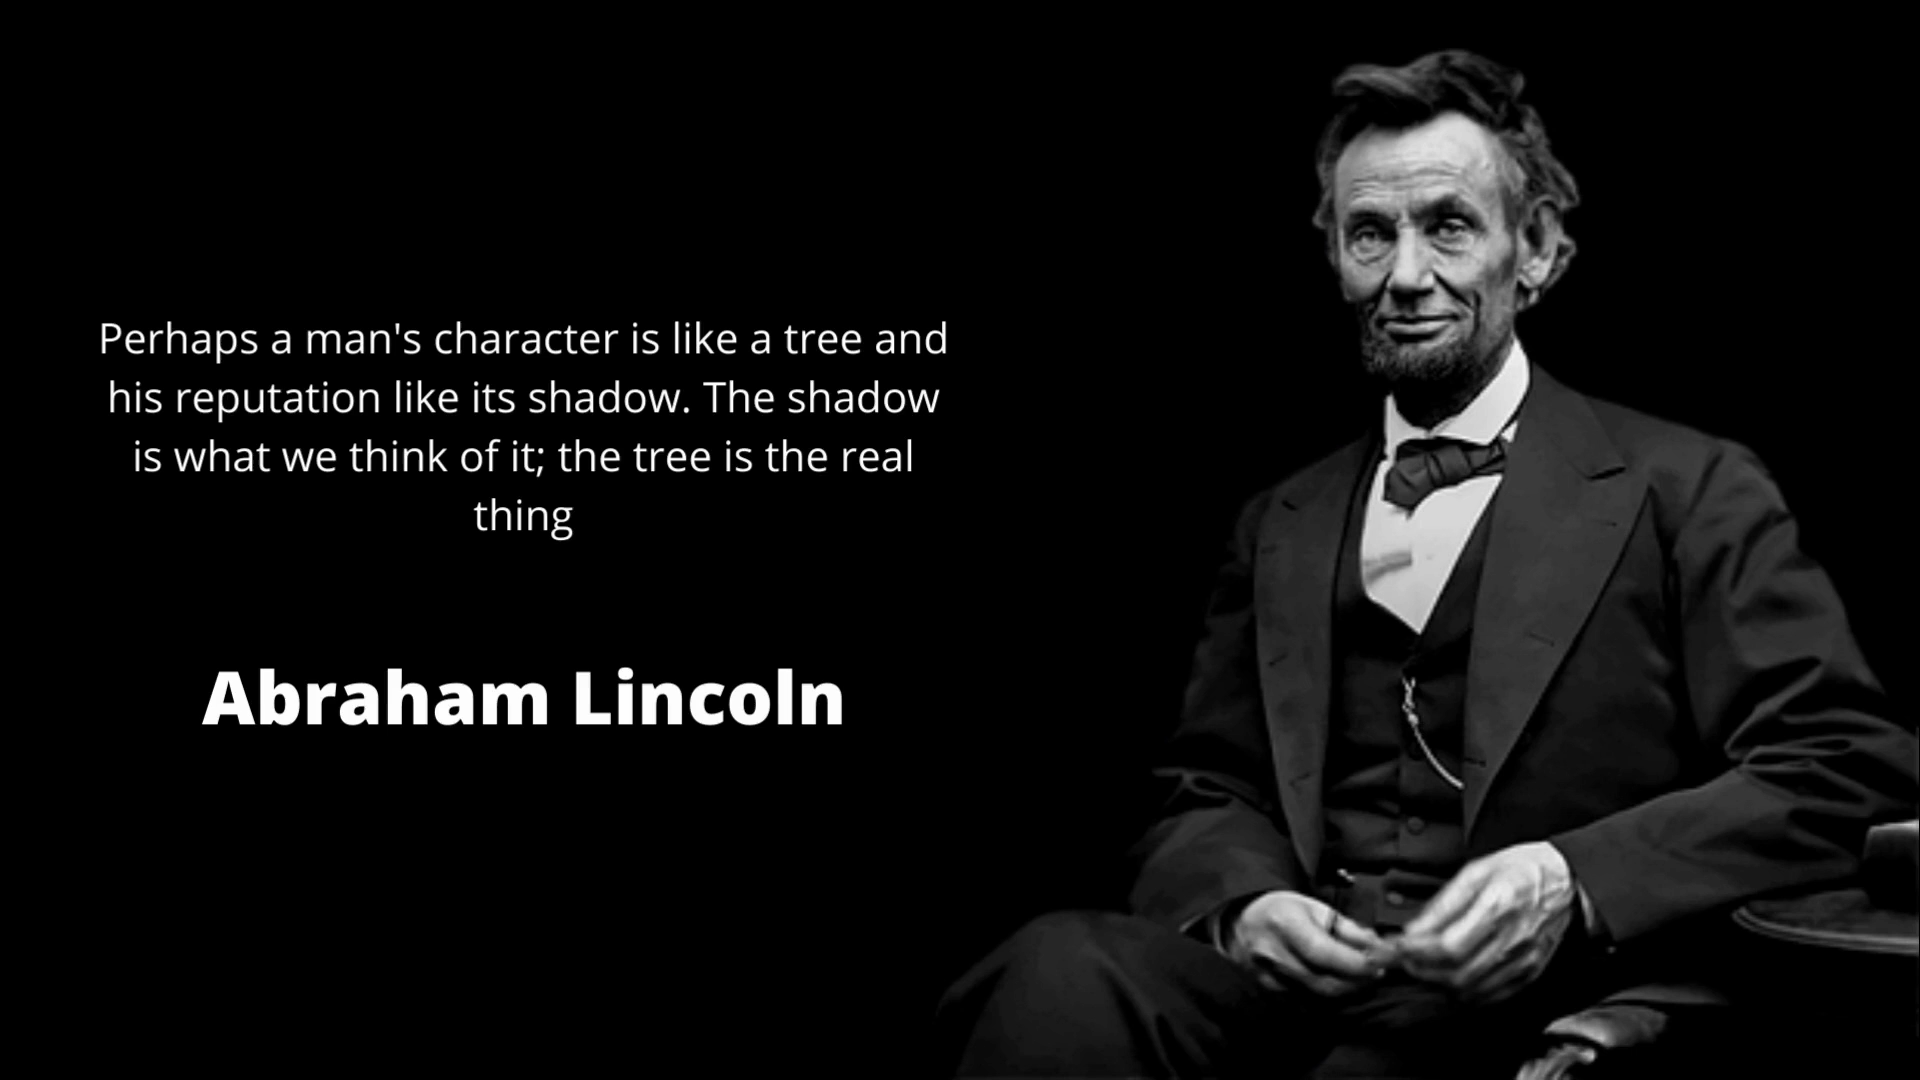 Perhaps a man's character is like a tree and
his reputation like its shadow. The shadow
is what we think of it; the tree is the real
thing
Abraham Lincoln